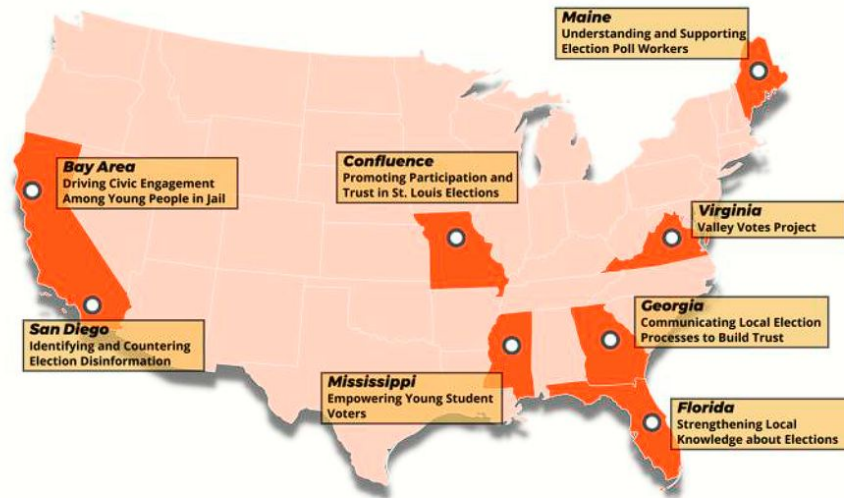 Maine
Understanding and Supporting
Election Poll Workers
Bay Area
Driving Civic Engagement
Among Young People in Jail
Confluence
Promoting Participation and
Trust in St. Louis Elections
Virginia
Valley Votes Project
San Diego
Identifying and Countering
Election Disinformation
Georgia
Communicating Local Election
Processes to Build Trust
Mississippi
Empowering Young Student
Voters
Florida
Strengthening Local
Knowledge about Elections